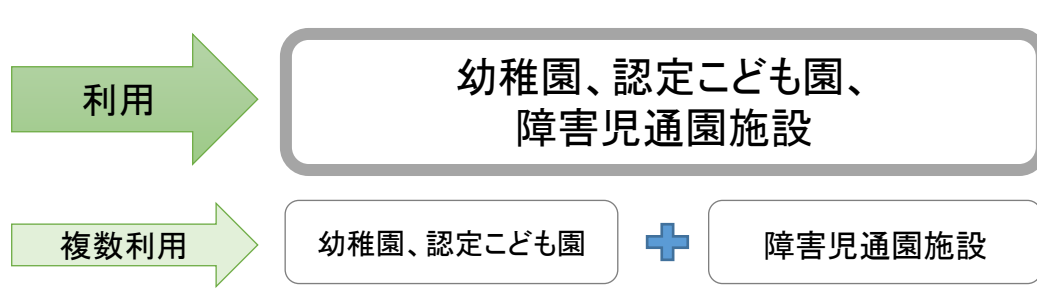 利用
幼稚園、認定こども園、
障害児通園施設
複数利用
幼稚園、認定こども園
障害児通園施設